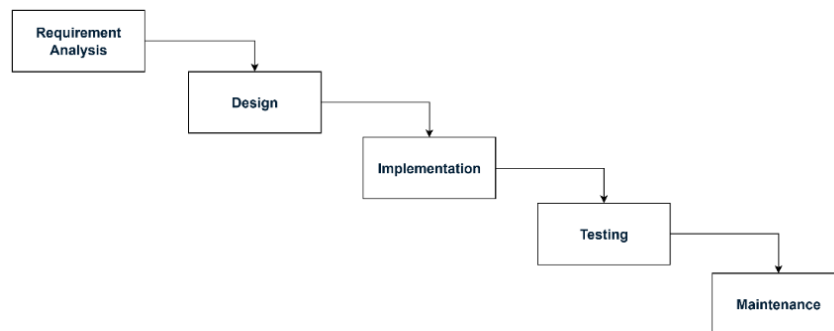 Requirement
Analysis
Design
Implementation
Testing
Maintenance